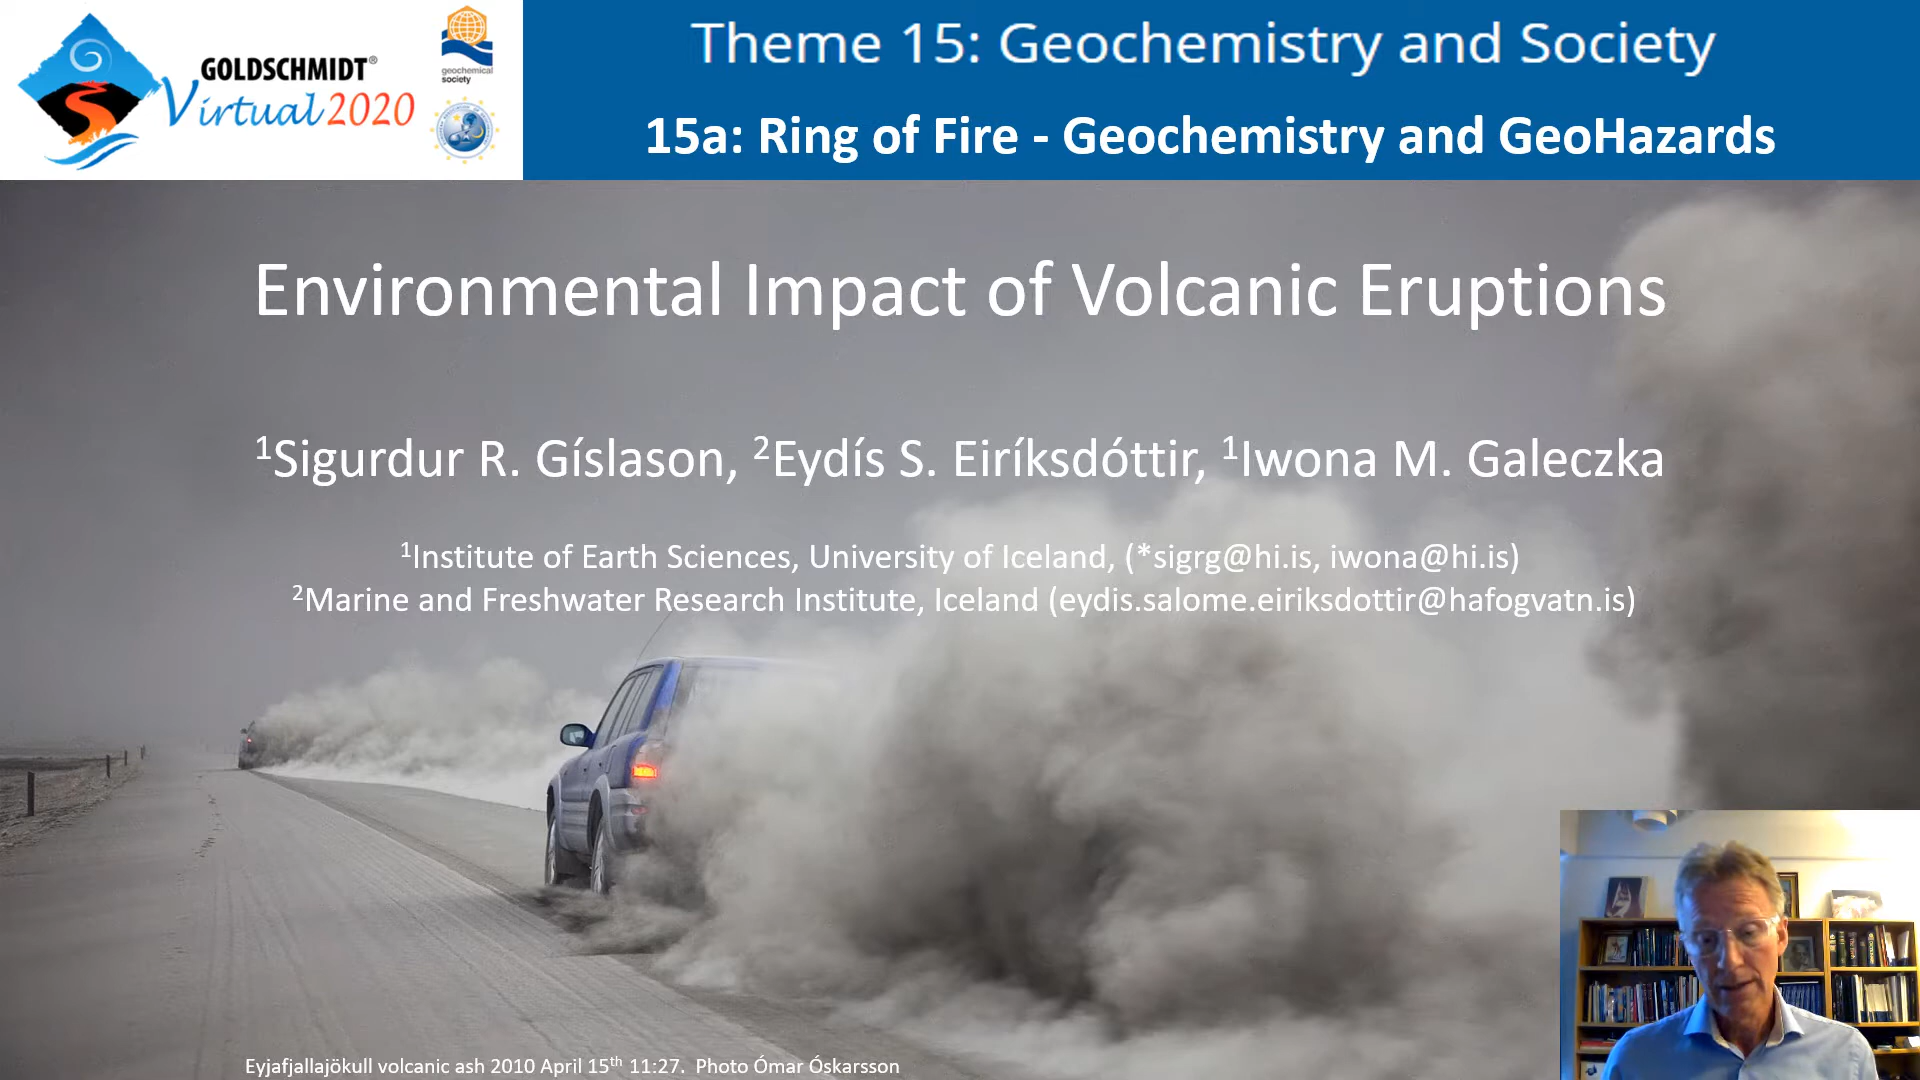 GOLDSCHMIDT®
Virtual2020
geochemical
society
Theme 15: Geochemistry and Society
15a: Ring of Fire - Geochemistry and GeoHazards
Environmental Impact of Volcanic Eruptions
¹Sigurdur R. Gíslason, ²Eydís S. Eiríksdóttir, ¹Iwona M. Galeczka
¹Institute of Earth Sciences, University of Iceland, (*sigrg@hi.is, iwona@hi.is)
²Marine and Freshwater Research Institute, Iceland (eydis.salome.eiriksdottir@hafogvatn.is)
Eyjafjallajökull volcanic ash 2010 April 15th 11:27. Photo Ómar Óskarsson